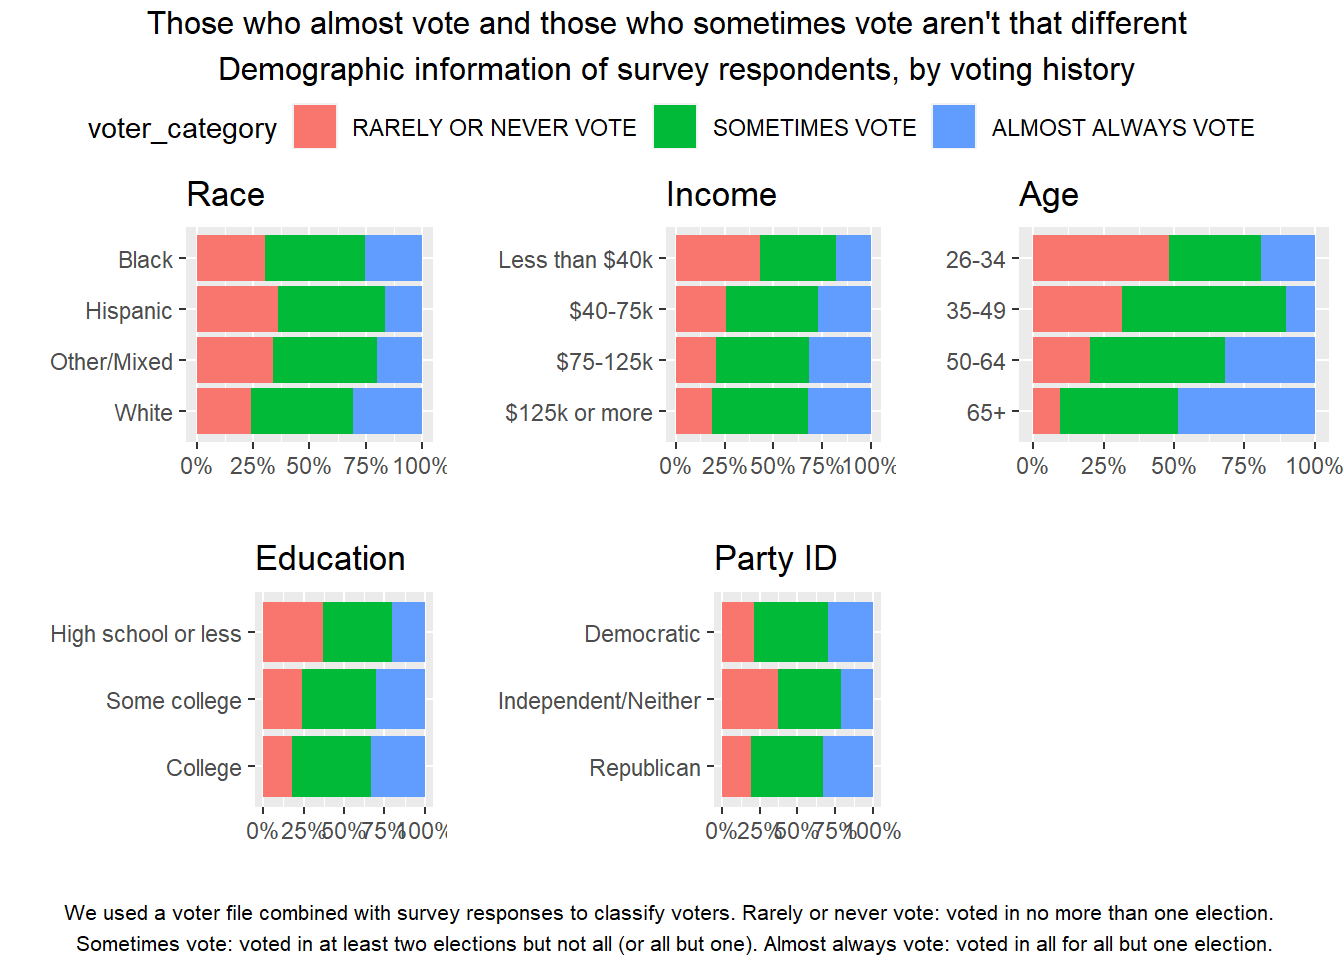 Those who almost vote and those who sometimes vote aren't that different
Demographic information of survey respondents, by voting history
voter_category RARELY OR NEVER VOTE SOMETIMES VOTE ALMOST ALWAYS VOTE
Race
Black
Hispanic
Other/Mixed
White
0% 25% 50% 75% 100%
Income
Less than $40k
$40-75k
$75-125k
$125k or more
0% 25% 50% 75% 100%
Age
26-34
35-49
50-64
65+
0% 25% 50% 75% 100%
Education
High school or less
Some college
College
0% 25% 50% 75% 100%
Party ID
Democratic
Independent/Neither
Republican
0% 25% 50% 75% 100%
We used a voter file combined with survey responses to classify voters. Rarely or never vote: voted in no more than one election.
Sometimes vote: voted in at least two elections but not all (or all but one). Almost always vote: voted in all for all but one election.